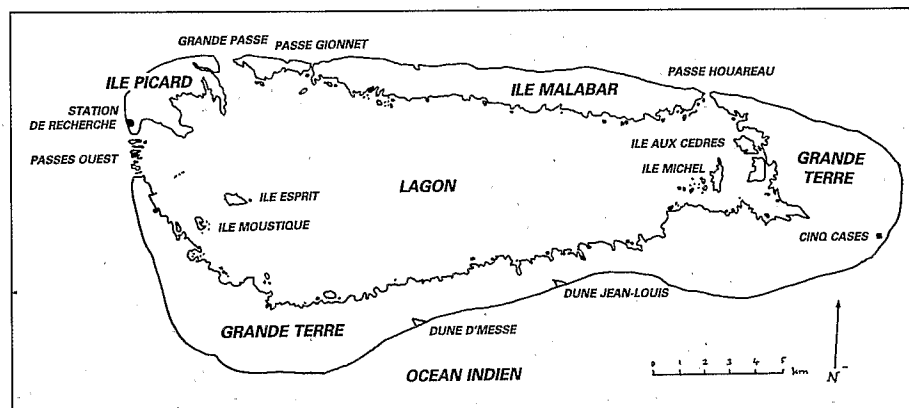 GRANDE PASSE
PASSE GIONNET
ILE PICARD
ILE MALABAR
PASSE HOUAREAU
STATION
DE RECHERCHE
ILE AUX CEDRES
PASSES OUEST
GRANDE
TERRE
ILE MICHEL
LAGON
ILE ESPRIT
ILE MOUSTIQUE
CINQ CASES
DUNE JEAN-LOUIS
GRANDE TERRE
DUNE D'MESSE
OCEAN INDIEN
0 1 2 3 4 5
km
N